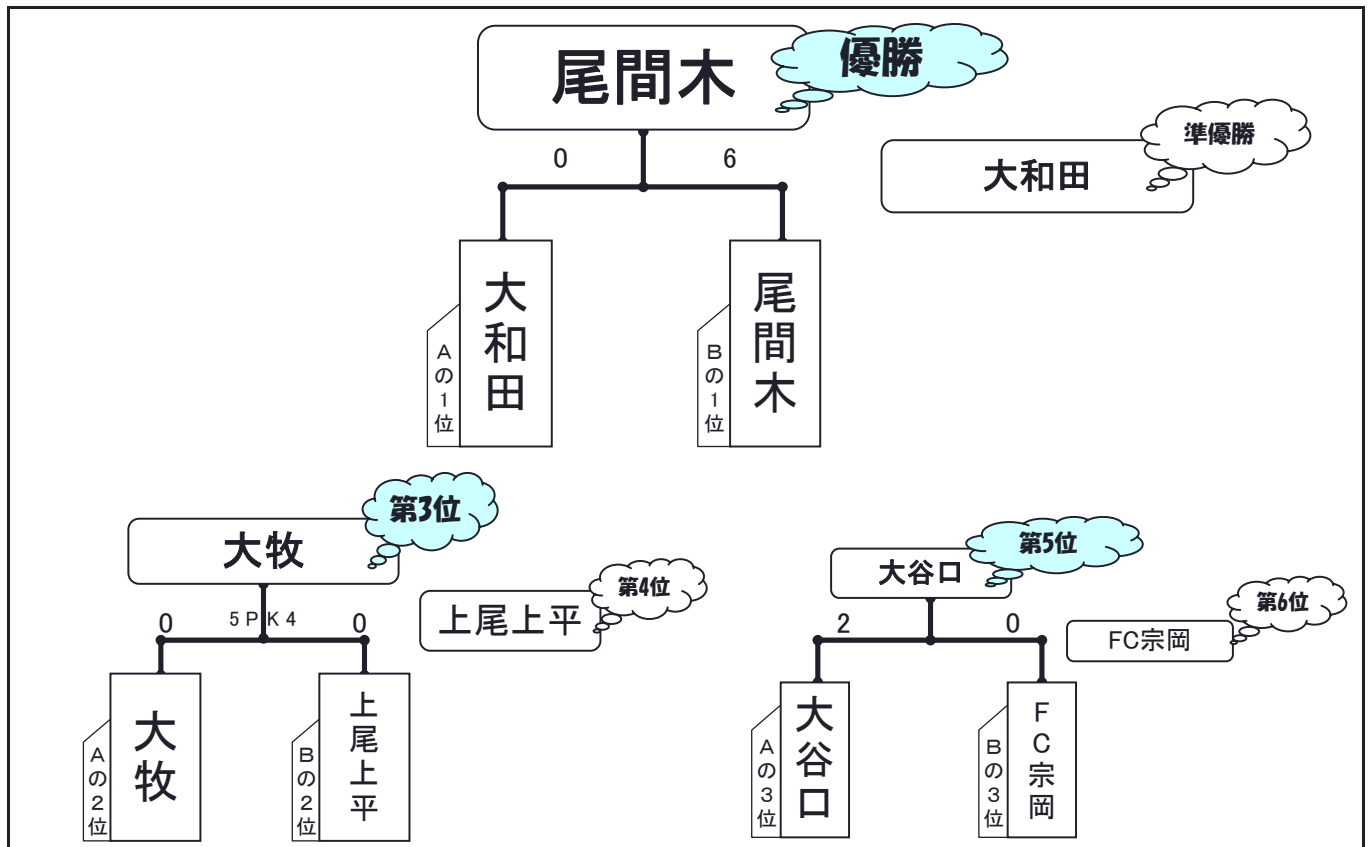 尾間木
優勝
準優勝
大和田
0
6
大和田
Aの1位
尾間木
Bの1位
第3位
大牧
第4位
上尾上平
0
5PK4
0
大牧
Aの2位
上尾上平
Bの2位
第5位
大谷口
第6位
FC宗岡
2
0
大谷口
Aの3位
FC宗岡
Bの3位